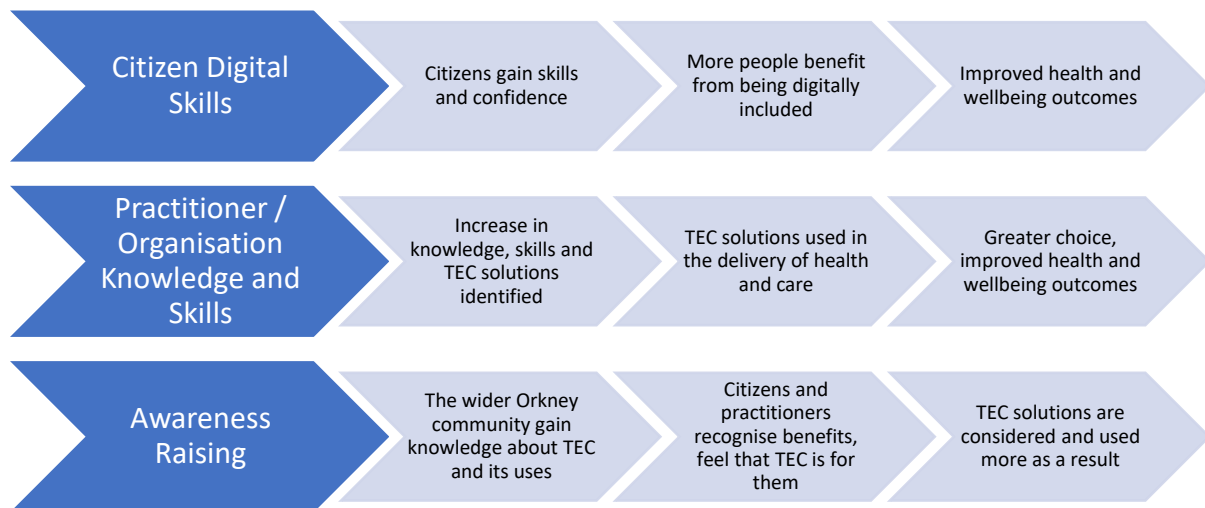 Citizen Digital
Skills
Citizens gain skills
and confidence
More people benefit
from being digitally
included
Improved health and
wellbeing outcomes
Practitioner /
Organisation
Knowledge and
Skills
Increase in
knowledge, skills and
TEC solutions
identified
TEC solutions used in
the delivery of health
and care
Greater choice,
improved health and
wellbeing outcomes
Awareness
Raising
The wider Orkney
community gain
knowledge about TEC
and its uses
Citizens and
practitioners
recognise benefits,
feel that TEC is for
them
TEC solutions are
considered and used
more as a result